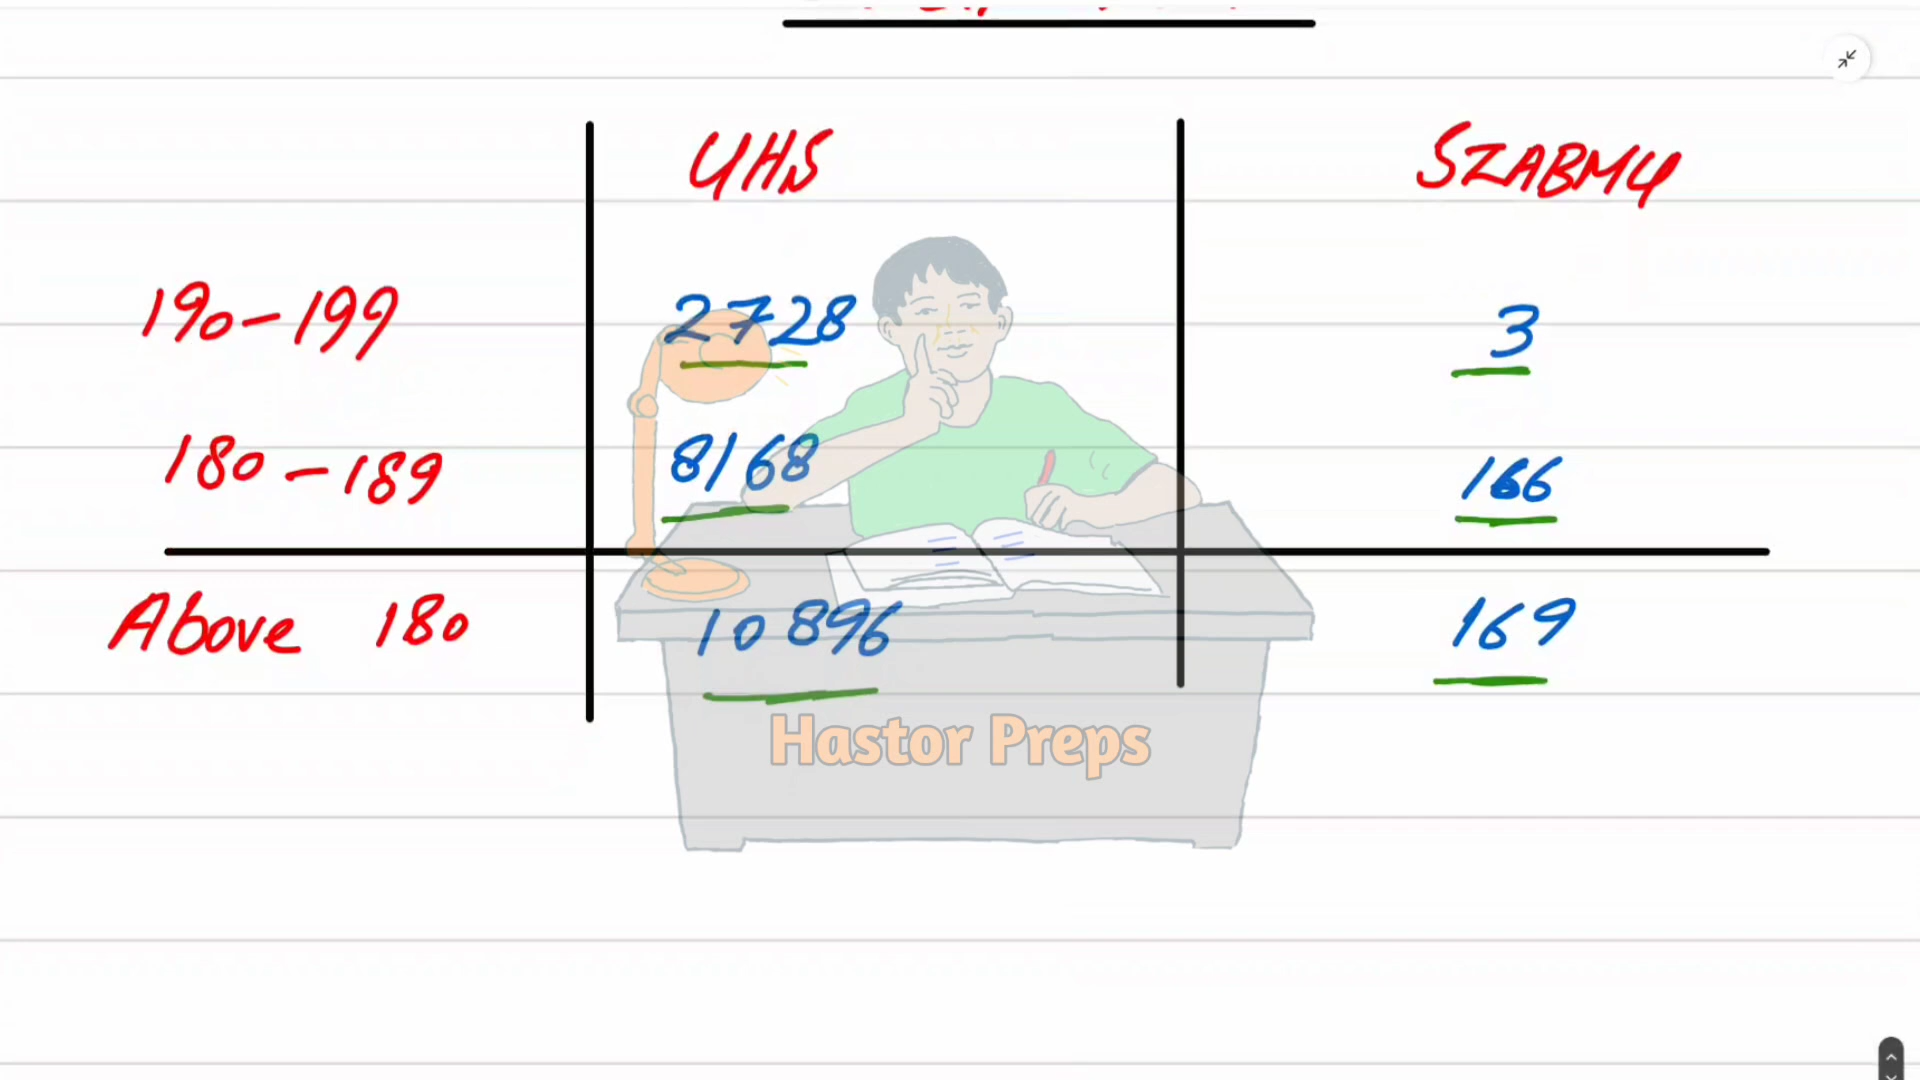 UHS SZABMU
190-199 2728 3
180-189 8168 166
Above 180 10896 169
Hastor Preps